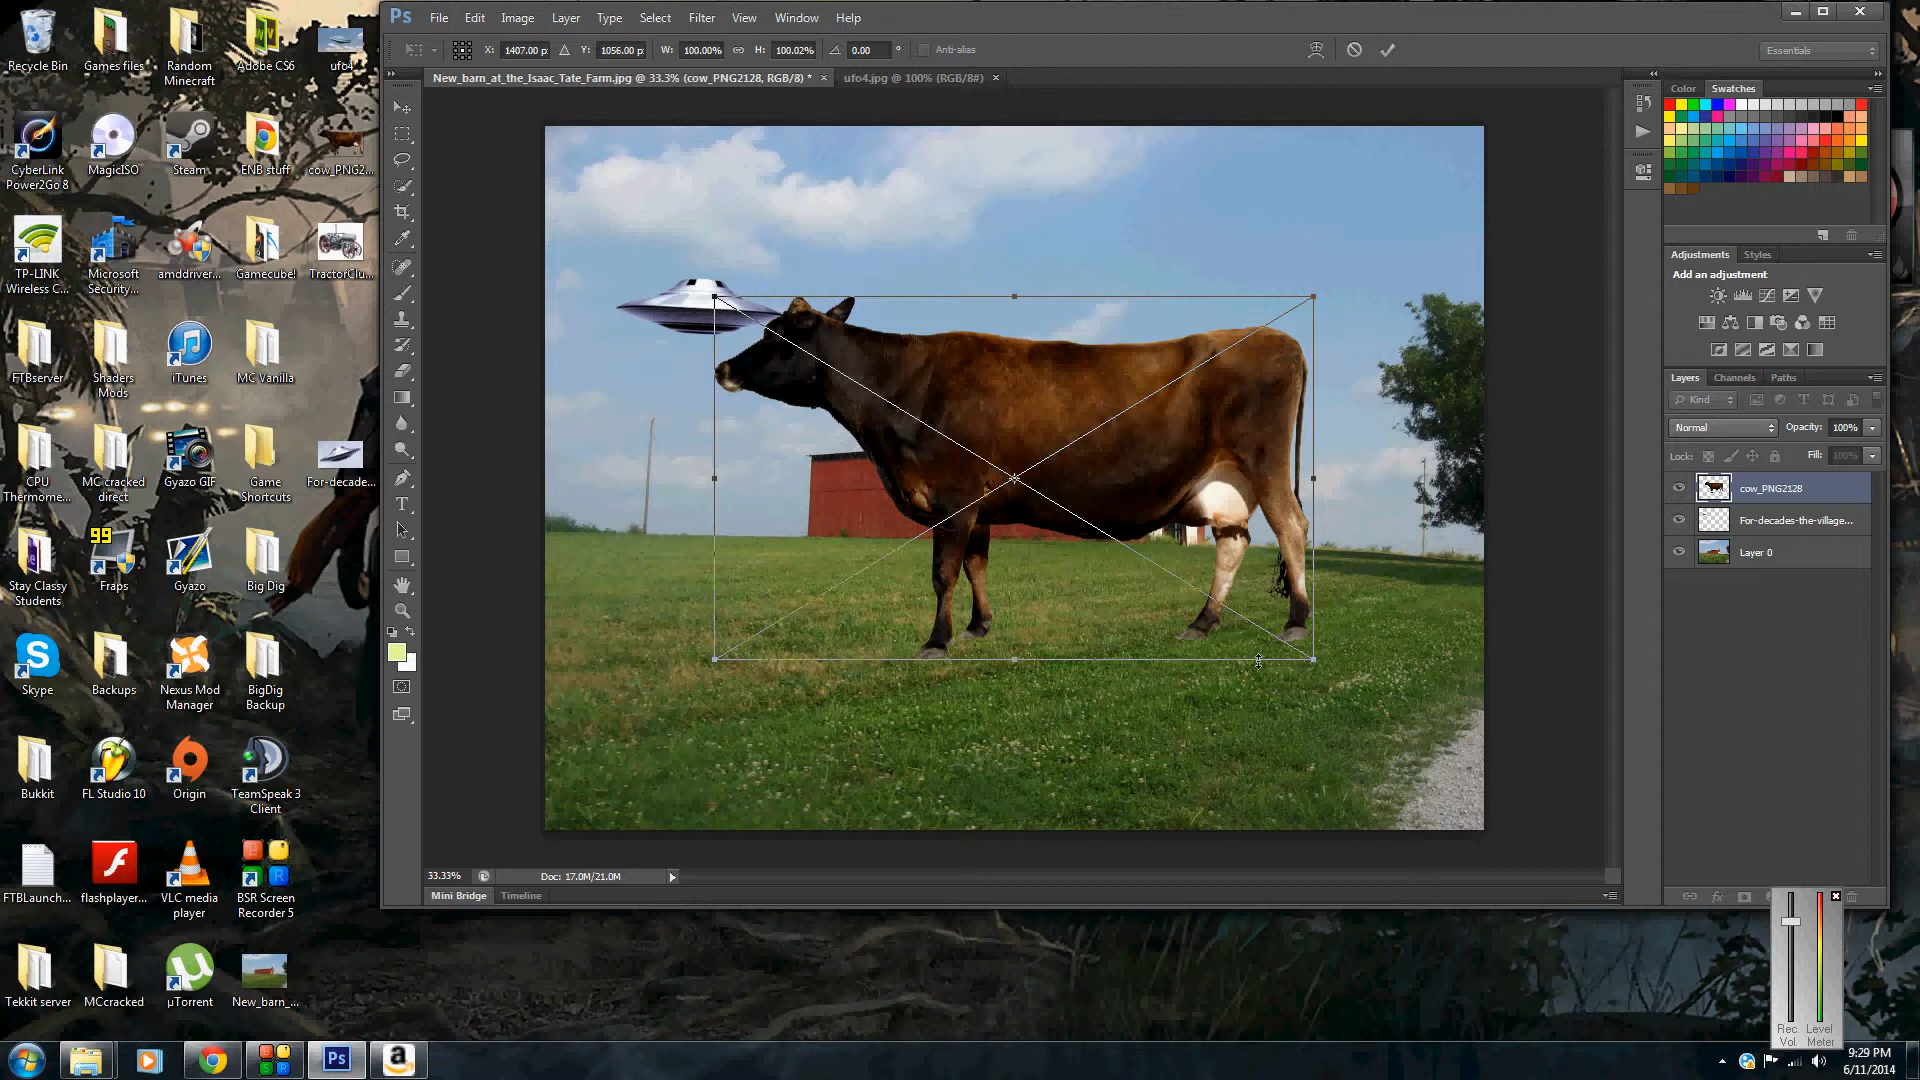 Recycle Bin
Games files
Random
Minecraft
Adobe CS6
ufo4
CyberLink
Power2Go 8
MagicISO
Steam
ENB stuff
cow_PNG2...
TP-LINK
Wireless C...
Microsoft
Security...
amddriver...
Gamecube!
TractorClu...
FTBserver
Shaders
Mods
iTunes
MC Vanilla
CPU
Thermome...
MC cracked
direct
Gyazo GIF
Game
Shortcuts
For-decade...
99
Stay Classy
Students
Fraps
Gyazo
Big Dig
Skype
Backups
Nexus Mod
Manager
BigDig
Backup
Bukkit
FL Studio 10
Origin
TeamSpeak 3
Client
FTBLaunch...
flashplayer...
VLC media
player
BSR Screen
Recorder 5
Tekkit server
MCcracked
µTorrent
New_barn_...
Ps File Edit Image Layer Type Select Filter View Window Help
X: 1407.00 p: Y: 1056.00 p: W: 100.00% H: 100.02% 0.00 ° Anti-alias
Essentials
New_barn_at_the_Isaac_Tate_Farm.jpg @ 33.3% (cow_PNG2128, RGB/8) * ×
ufo4.jpg @ 100% (RGB/8#) ×
Color Swatches
Adjustments Styles
Add an adjustment
Layers Channels Paths
Kind
Normal Opacity: 100%
Lock: Fill: 100%
cow_PNG2128
For-decades-the-village...
Layer 0
fx
33.33% Doc: 17.0M/21.0M
Mini Bridge Timeline
Rec. Level
Vol. Meter
Ps
a
9:29 PM
6/11/2014